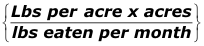 Lbs per acre x acres
lbs eaten per month